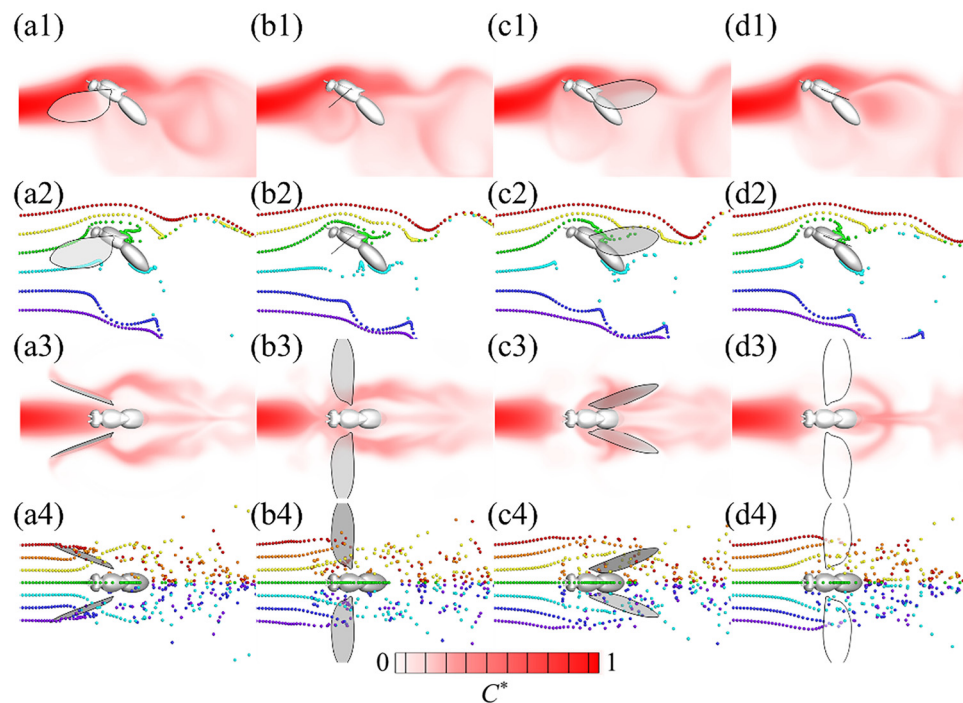 (a1) (b1) (c1) (d1)
(a2) (b2) (c2) (d2)
(a3) (b3) (c3) (d3)
(a4) (b4) (c4) (d4)
0 1
C*